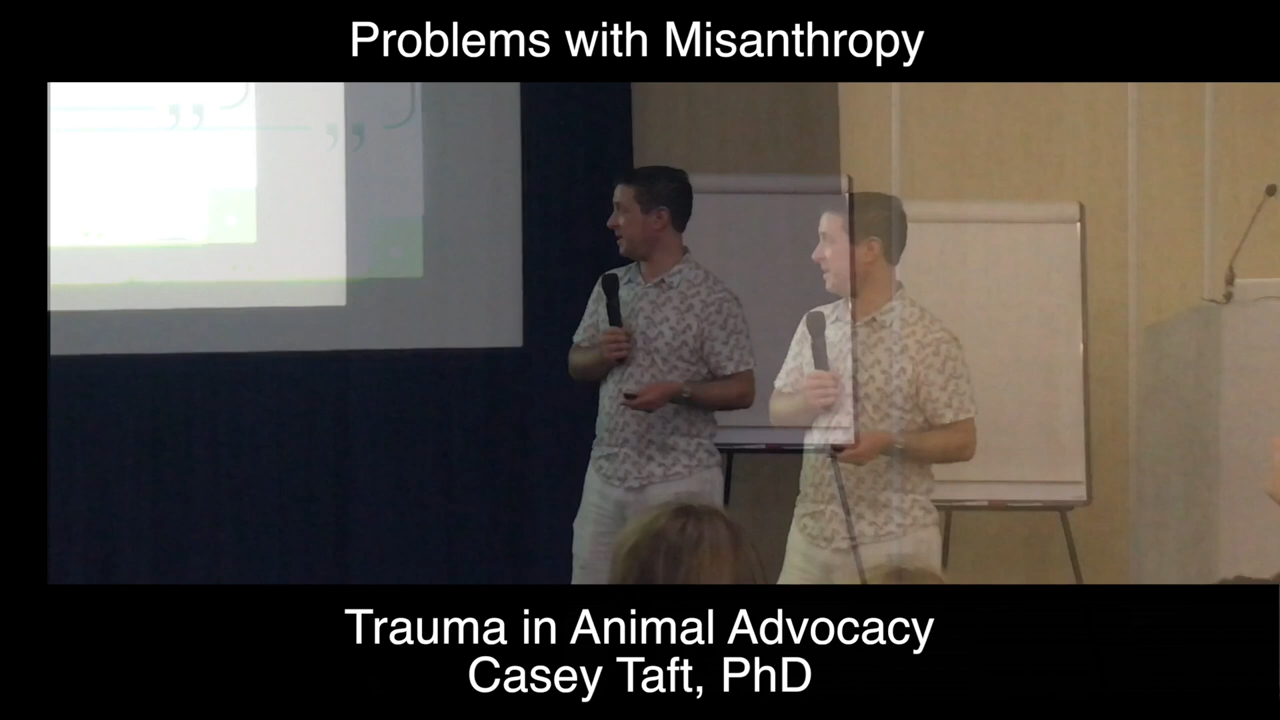 Problems with Misanthropy
Trauma in Animal Advocacy
Casey Taft, PhD